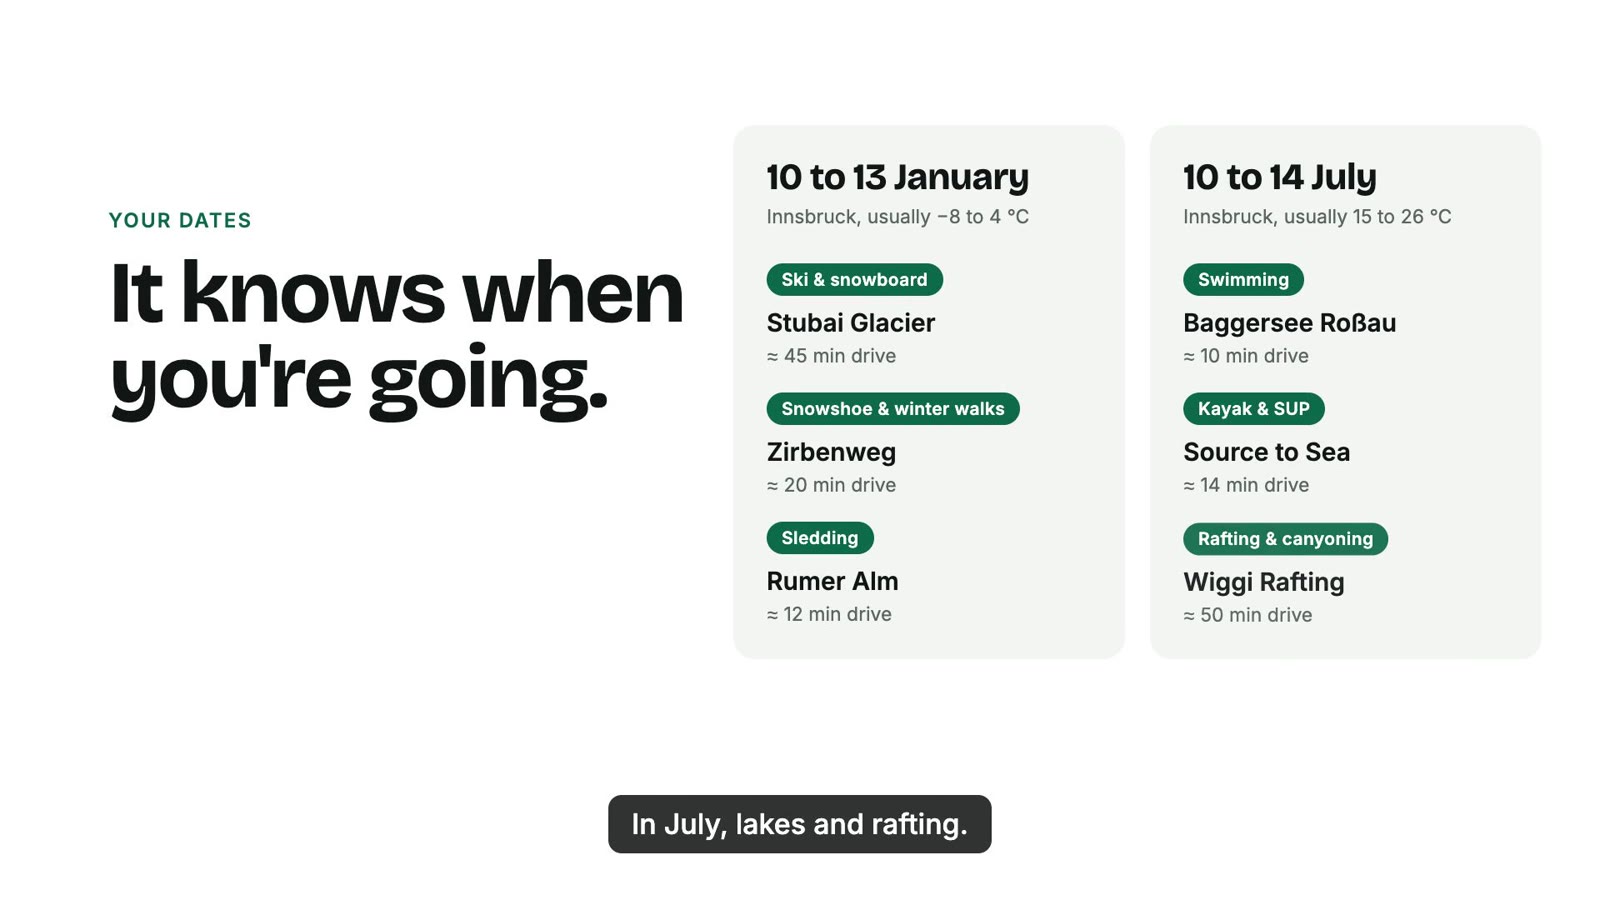 YOUR DATES
It knows when
you're going.
10 to 13 January
Innsbruck, usually −8 to 4 °C
Ski & snowboard
Stubai Glacier
≈ 45 min drive
Snowshoe & winter walks
Zirbenweg
≈ 20 min drive
Sledding
Rumer Alm
≈ 12 min drive
10 to 14 July
Innsbruck, usually 15 to 26 °C
Swimming
Baggersee Roßau
≈ 10 min drive
Kayak & SUP
Source to Sea
≈ 14 min drive
Rafting & canyoning
Wiggi Rafting
≈ 50 min drive
In July, lakes and rafting.